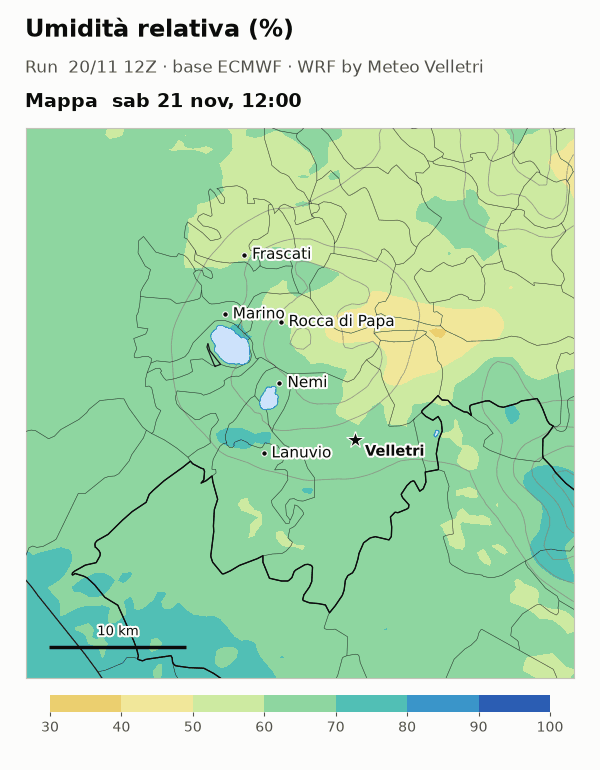 Umidità relativa (%)
Run  20/11 12Z · base ECMWF · WRF by Meteo Velletri
Mappa  sab 21 nov, 12:00
Frascati
Marino
Rocca di Papa
Nemi
Velletri
Lanuvio
10 km
30 40 50 60 70 80 90 100